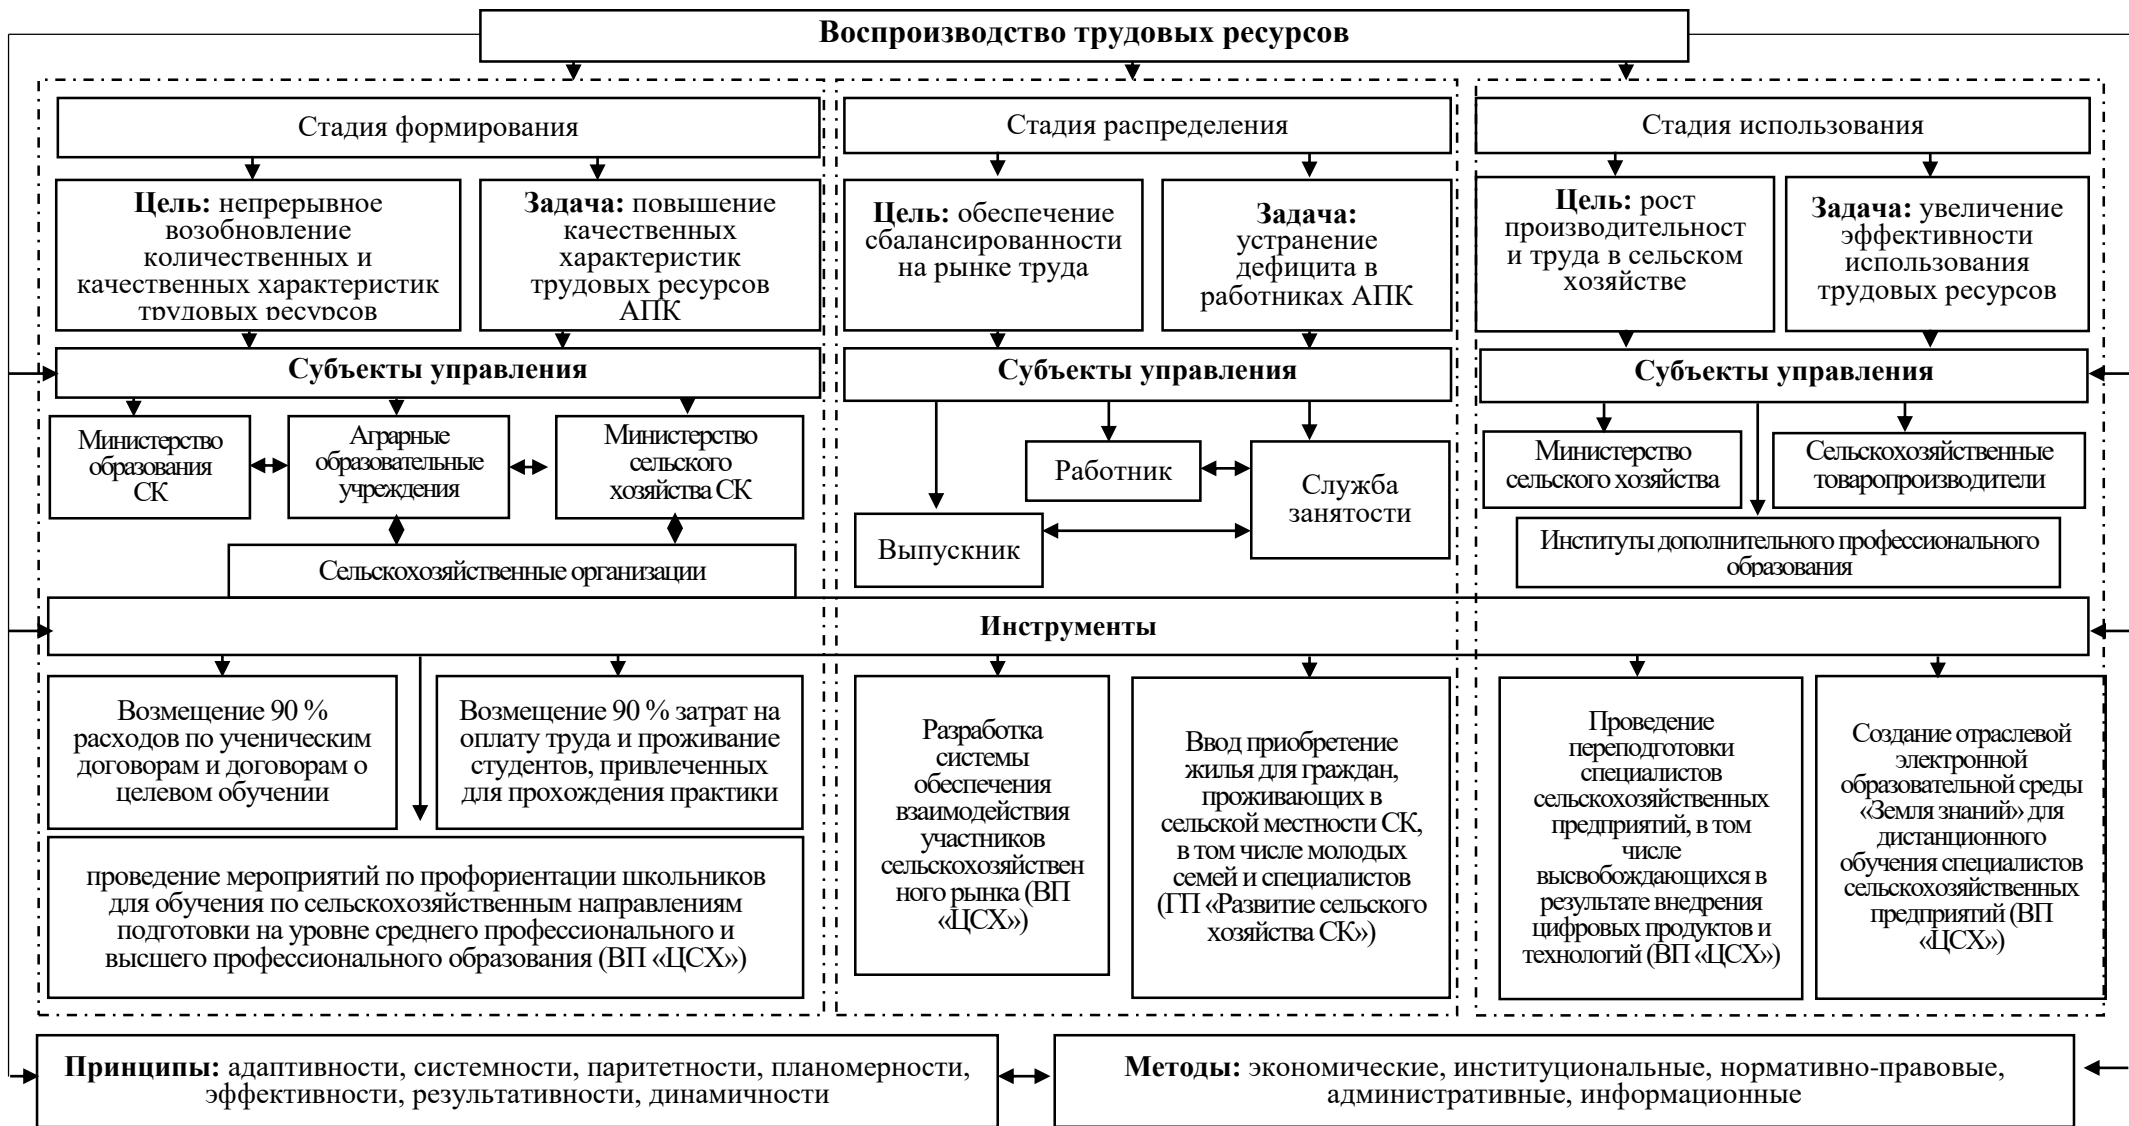 Воспроизводство трудовых ресурсов
Стадия формирования
Цель: непрерывное
возобновление
количественных и
качественных характеристик
трудовых ресурсов
Задача: повышение
качественных
характеристик
трудовых ресурсов
АПК
Субъекты управления
Министерство
образования
СК
Аграрные
образовательные
учреждения
Министерство
сельского
хозяйства СК
Сельскохозяйственные организации
Стадия распределения
Цель: обеспечение
сбалансированности
на рынке труда
Задача:
устранение
дефицита в
работниках АПК
Субъекты управления
Работник
Служба
занятости
Выпускник
Стадия использования
Цель: рост
производительност
и труда в сельском
хозяйстве
Задача: увеличение
эффективности
использования
трудовых ресурсов
Субъекты управления
Министерство
сельского хозяйства
Сельскохозяйственные
товаропроизводители
Институты дополнительного профессионального
образования
Инструменты
Возмещение 90 %
расходов по ученическим
договорам и договорам о
целевом обучении
Возмещение 90 % затрат на
оплату труда и проживание
студентов, привлеченных
для прохождения практики
проведение мероприятий по профориентации школьников
для обучения по сельскохозяйственным направлениям
подготовки на уровне среднего профессионального и
высшего профессионального образования (ВП «ЦСХ»)
Разработка
системы
обеспечения
взаимодействия
участников
сельскохозяйствен
ного рынка (ВП
«ЦСХ»)
Ввод приобретение
жилья для граждан,
проживающих в
сельской местности СК,
в том числе молодых
семей и специалистов
(ГП «Развитие сельского
хозяйства СК»)
Проведение
переподготовки
специалистов
сельскохозяйственных
предприятий, в том
числе
высвобождающихся в
результате внедрения
цифровых продуктов и
технологий (ВП «ЦСХ»)
Создание отраслевой
электронной
образовательной среды
«Земля знаний» для
дистанционного
обучения специалистов
сельскохозяйственных
предприятий (ВП
«ЦСХ»)
Принципы: адаптивности, системности, паритетности, планомерности,
эффективности, результативности, динамичности
Методы: экономические, институциональные, нормативно-правовые,
административные, информационные